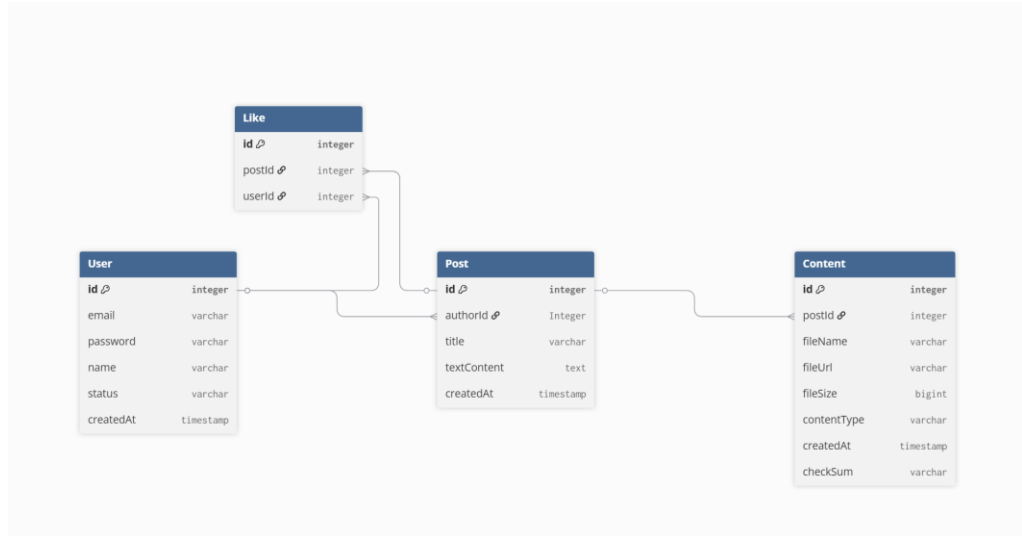 Like
id integer
postId integer
userId integer
User
id integer
email varchar
password varchar
name varchar
status varchar
createdAt timestamp
Post
id integer
authorId Integer
title varchar
textContent text
createdAt timestamp
Content
id integer
postId integer
fileName varchar
fileUrl varchar
fileSize bigint
contentType varchar
createdAt timestamp
checkSum varchar